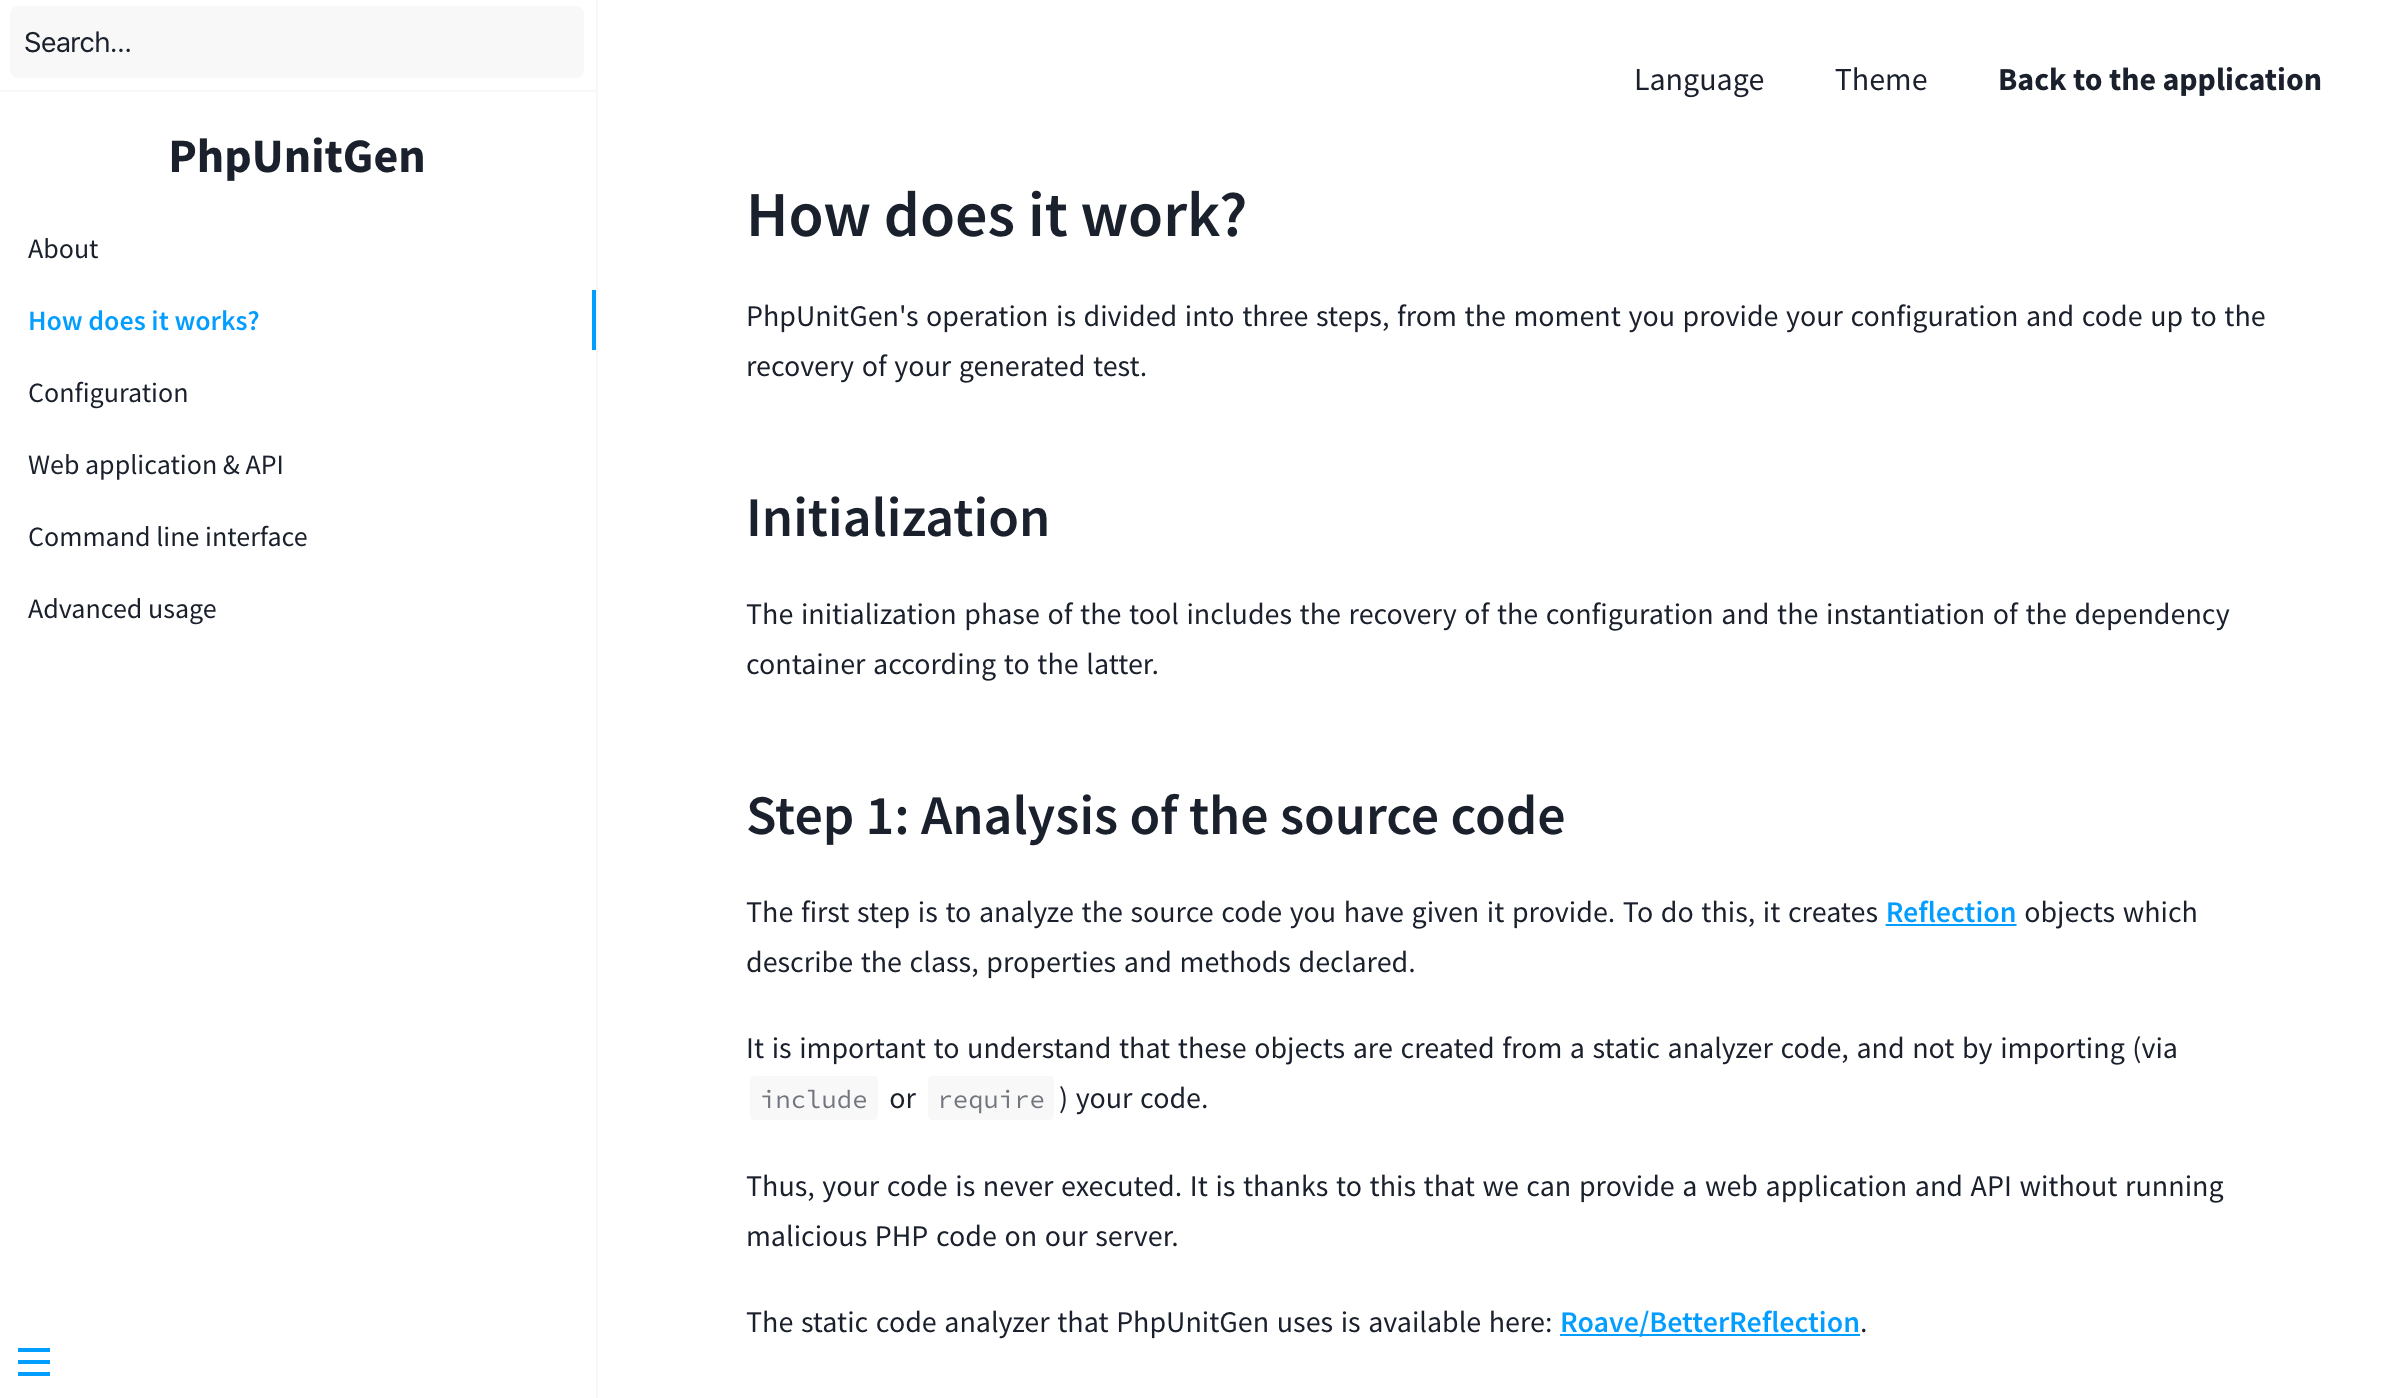 Search...
PhpUnitGen
About
How does it works?
Configuration
Web application & API
Command line interface
Advanced usage
Language
Theme
Back to the application
How does it work?
PhpUnitGen's operation is divided into three steps, from the moment you provide your configuration and code up to the
recovery of your generated test.
Initialization
The initialization phase of the tool includes the recovery of the configuration and the instantiation of the dependency
container according to the latter.
Step 1: Analysis of the source code
The first step is to analyze the source code you have given it provide. To do this, it creates Reflection objects which
describe the class, properties and methods declared.
It is important to understand that these objects are created from a static analyzer code, and not by importing (via
include or require ) your code.
Thus, your code is never executed. It is thanks to this that we can provide a web application and API without running
malicious PHP code on our server.
The static code analyzer that PhpUnitGen uses is available here: Roave/BetterReflection.